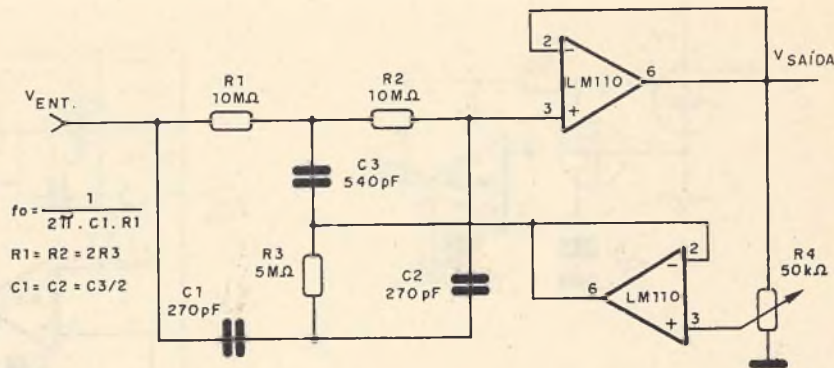 VENT.
R1
10MΩ
R2
10MΩ
2
−
LM110
6
3
+
VSAÍDA
C3
540pF
fo = 1 / 2π . C1 . R1
R1 = R2 = 2R3
C1 = C2 = C3/2
R3
5MΩ
C1
270pF
C2
270pF
2
−
6
LM110
3
+
R4
50kΩ